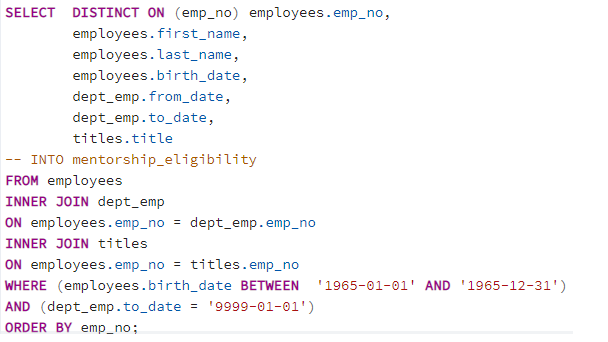 SELECT  DISTINCT ON (emp_no) employees.emp_no,
        employees.first_name,
        employees.last_name,
        employees.birth_date,
        dept_emp.from_date,
        dept_emp.to_date,
        titles.title
-- INTO mentorship_eligibility
FROM employees
INNER JOIN dept_emp
ON employees.emp_no = dept_emp.emp_no
INNER JOIN titles
ON employees.emp_no = titles.emp_no
WHERE (employees.birth_date BETWEEN  '1965-01-01' AND '1965-12-31')
AND (dept_emp.to_date = '9999-01-01')
ORDER BY emp_no;